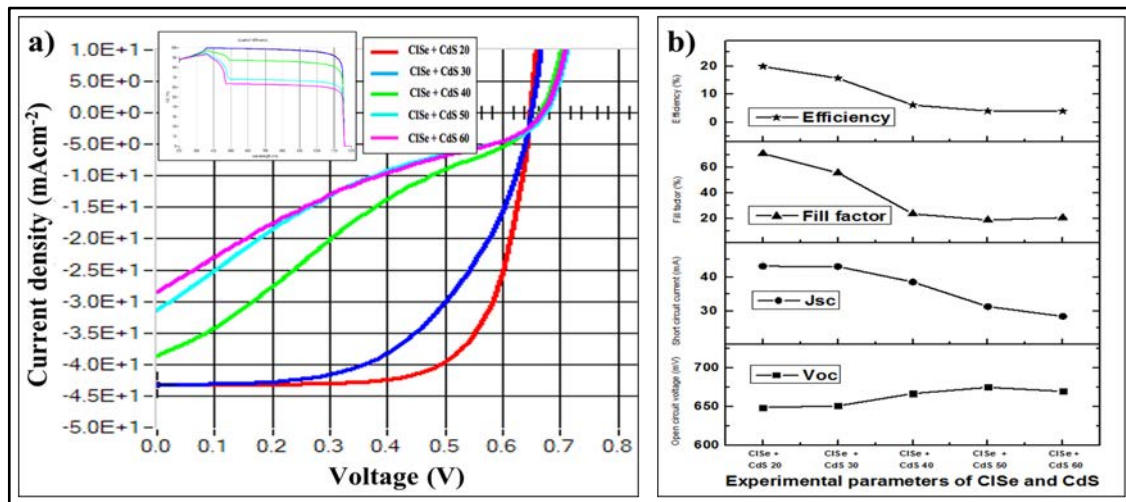 a)
1.0E+1
5.0E+0
0.0E+0
-5.0E+0
-1.0E+1
-1.5E+1
-2.0E+1
-2.5E+1
-3.0E+1
-3.5E+1
-4.0E+1
-4.5E+1
-5.0E+1
Current density (mAcm-2)
0.0 0.1 0.2 0.3 0.4 0.5 0.6 0.7 0.8
Voltage (V)
CISe + CdS 20
CISe + CdS 30
CISe + CdS 40
CISe + CdS 50
CISe + CdS 60
b)
Efficiency (%)
20
10
0
Efficiency
Fill factor (%)
60
40
20
Fill factor
Short circuit current (mA)
40
30
Jsc
Open circuit voltage (mV)
700
650
600
Voc
CISe + CISe + CISe + CISe + CISe+
CdS 20 CdS 30 CdS 40 CdS 50 CdS 60
Experimental parameters of CISe and CdS